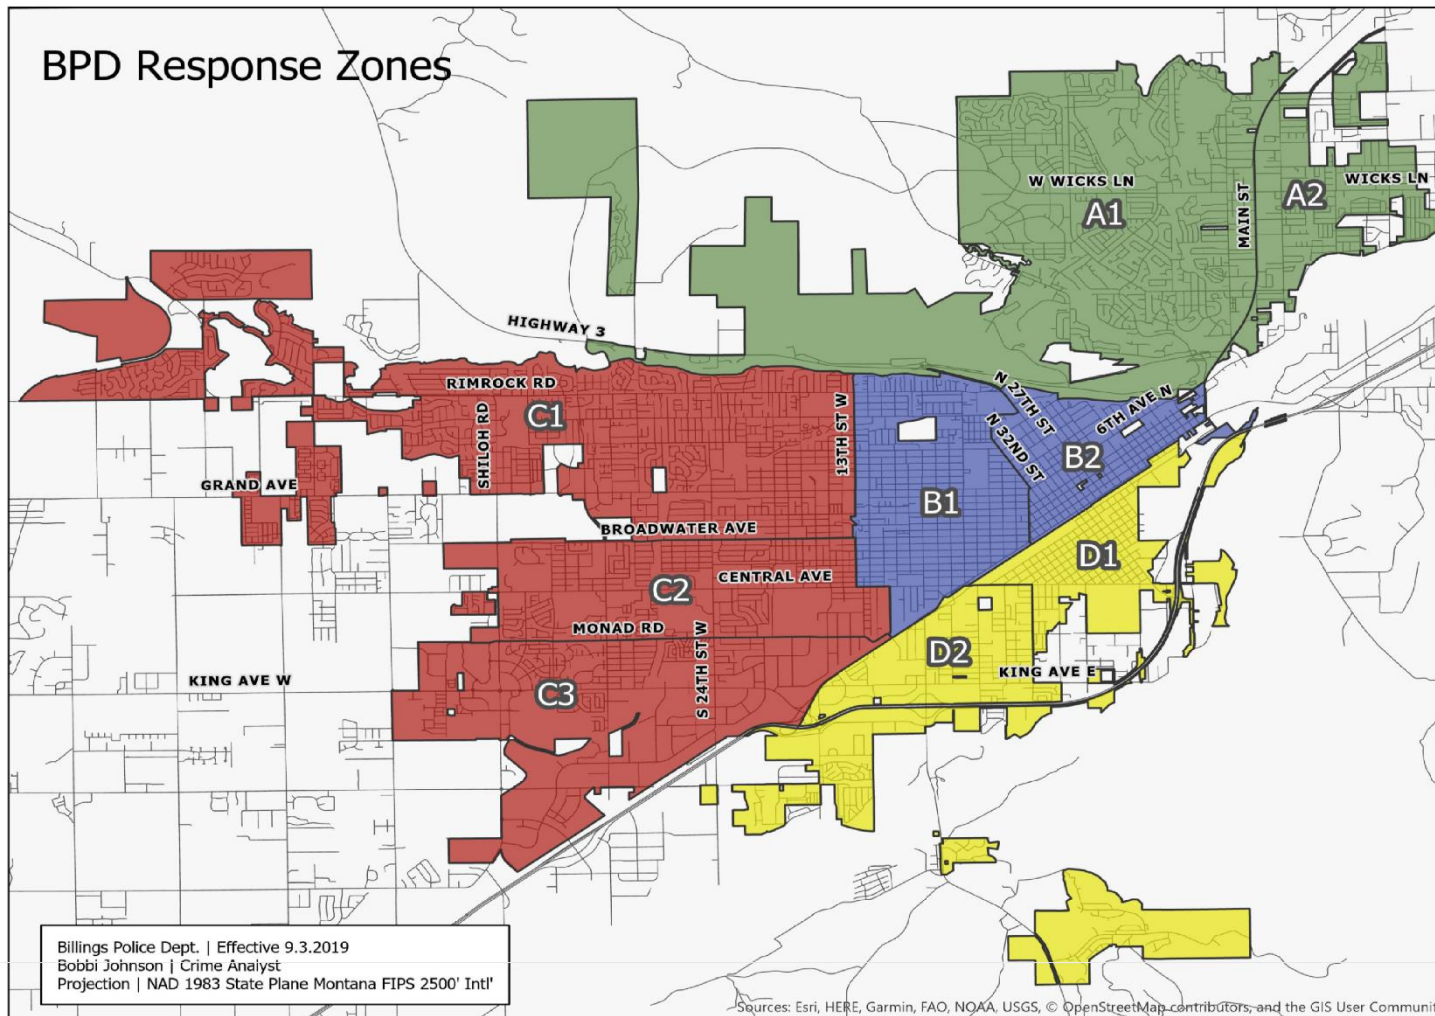 BPD Response Zones
W WICKS LN
WICKS LN
A1
A2
MAIN ST
HIGHWAY 3
RIMROCK RD
N 27TH ST
6TH AVE N
C1
SHILOH RD
13TH ST W
N 32ND ST
B2
GRAND AVE
B1
BROADWATER AVE
D1
CENTRAL AVE
C2
MONAD RD
D2
S 24TH ST W
KING AVE W
KING AVE E
C3
Billings Police Dept. | Effective 9.3.2019
Bobbi Johnson | Crime Analyst
Projection | NAD 1983 State Plane Montana FIPS 2500' Intl'
Sources: Esri, HERE, Garmin, FAO, NOAA, USGS, © OpenStreetMap contributors, and the GIS User Communit